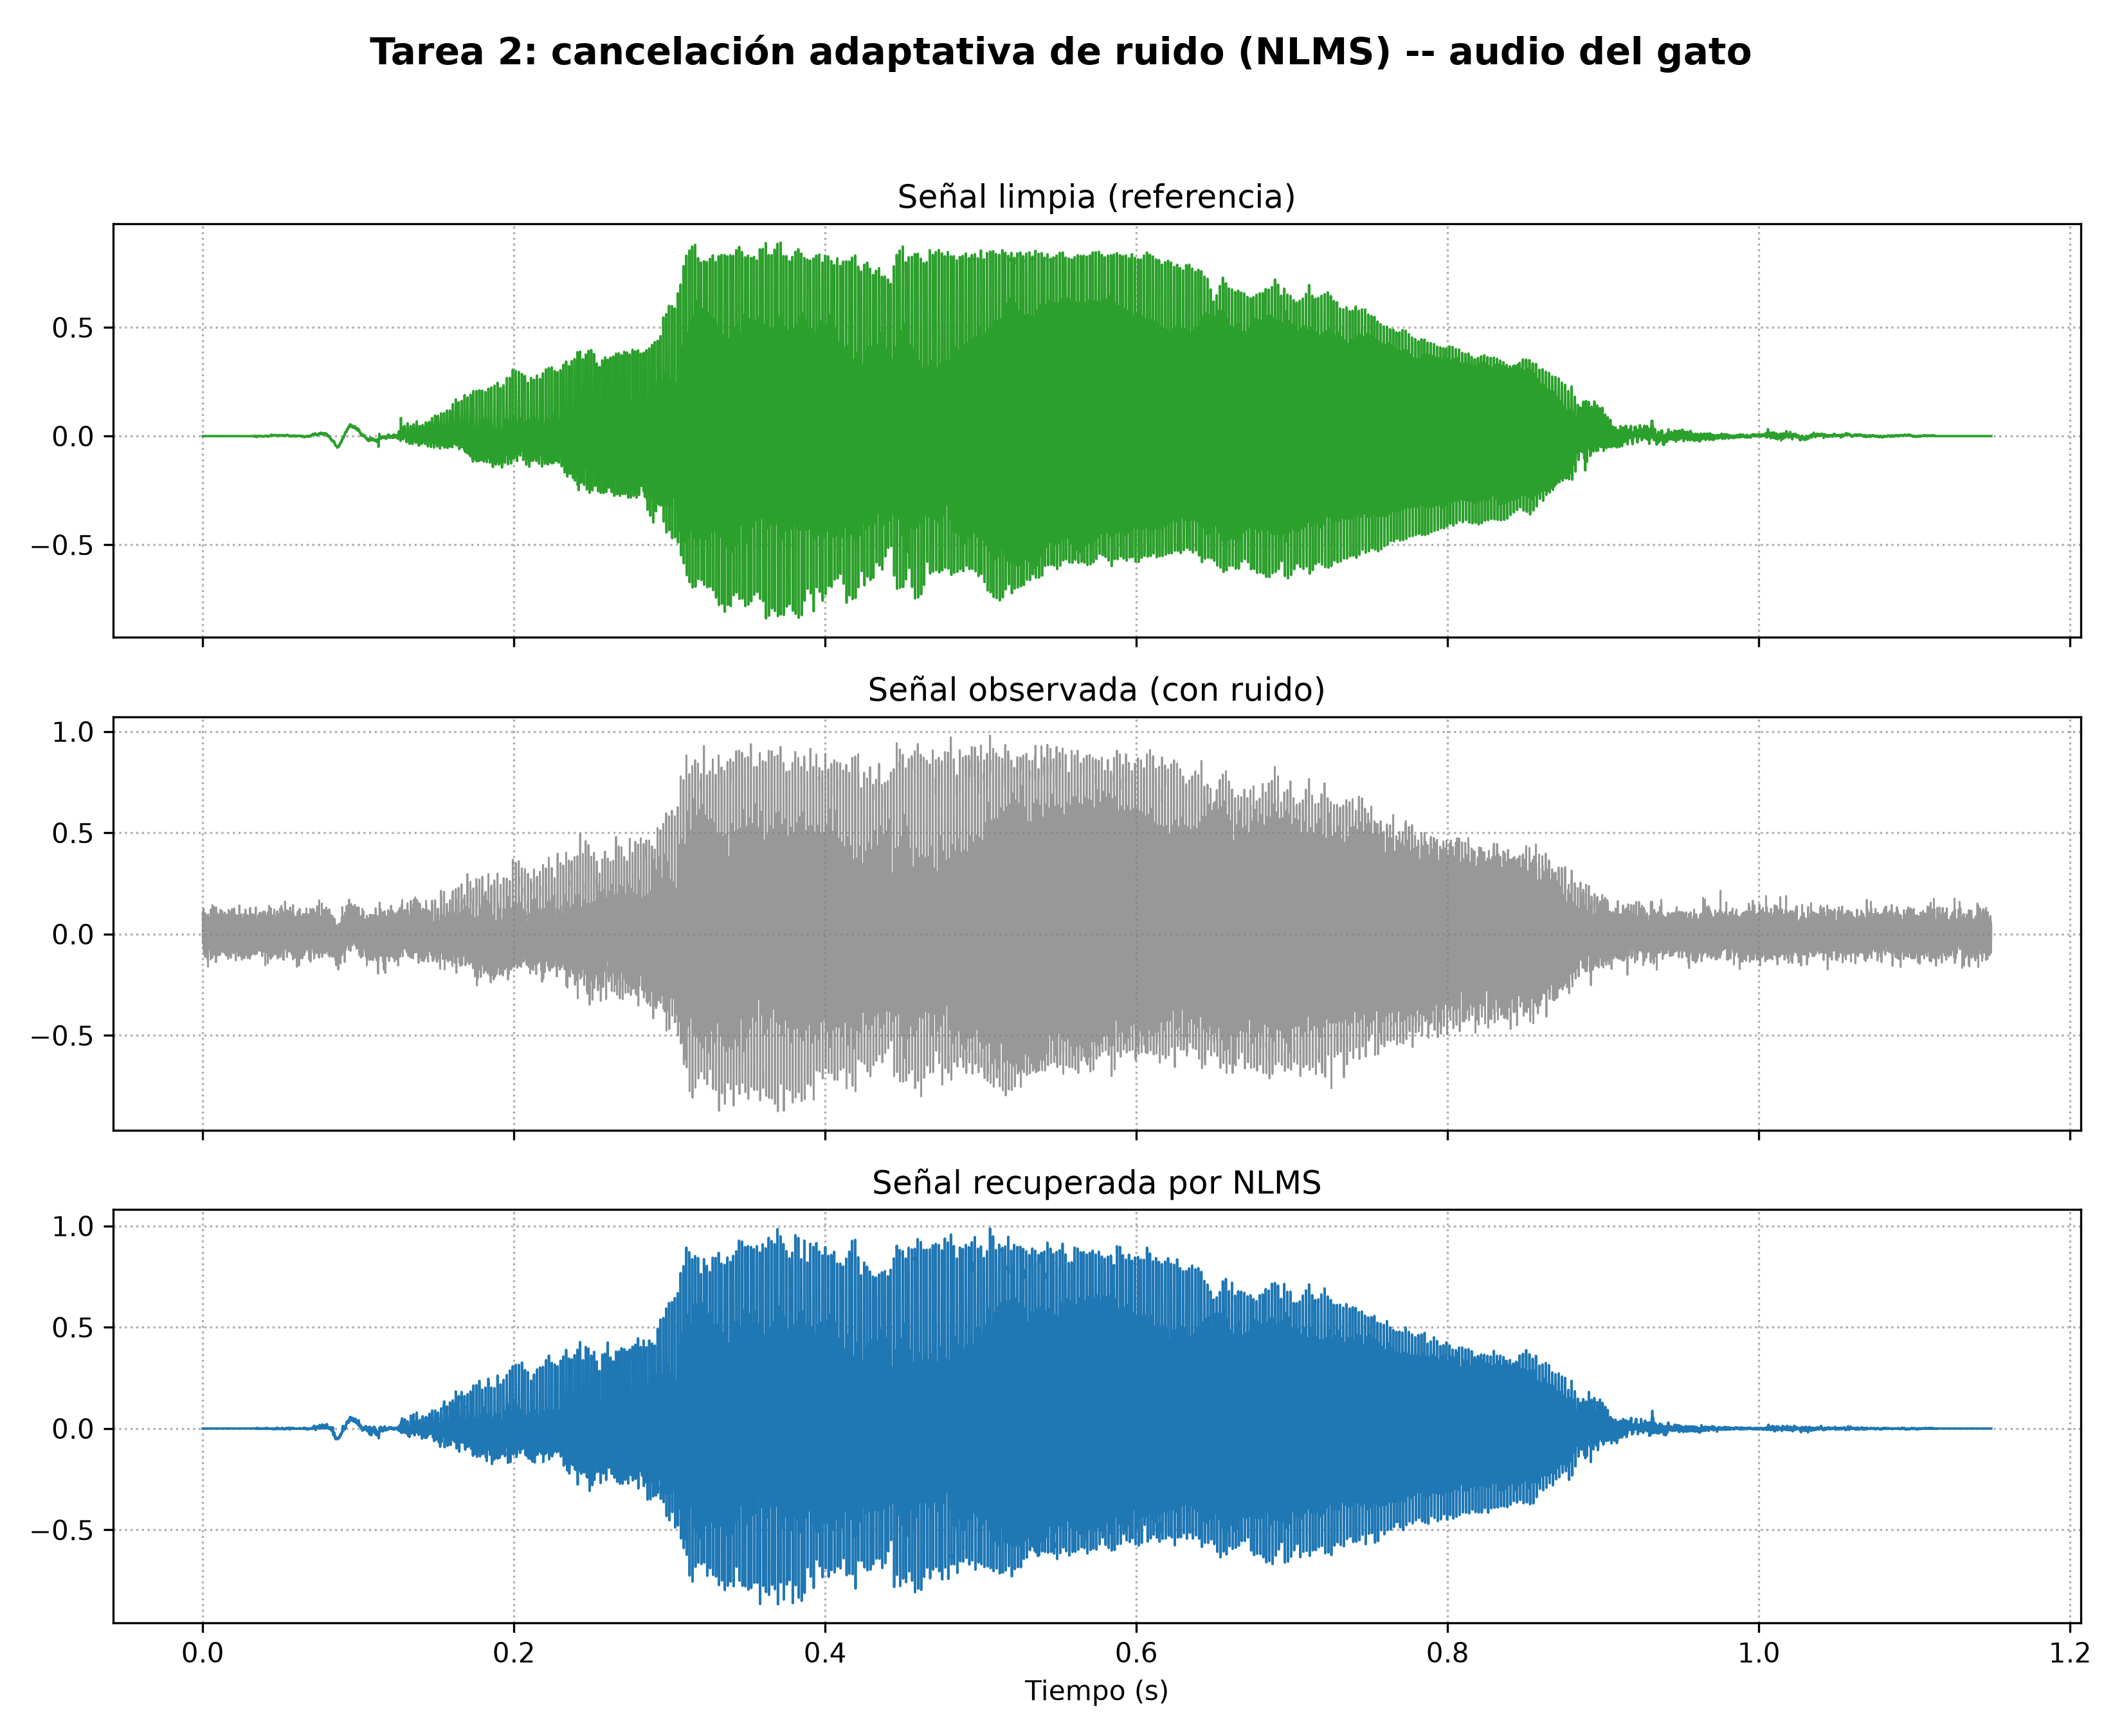 Tarea 2: cancelación adaptativa de ruido (NLMS) -- audio del gato
Señal limpia (referencia)
0.5
0.0
−0.5
Señal observada (con ruido)
1.0
0.5
0.0
−0.5
Señal recuperada por NLMS
1.0
0.5
0.0
−0.5
0.0 0.2 0.4 0.6 0.8 1.0 1.2
Tiempo (s)